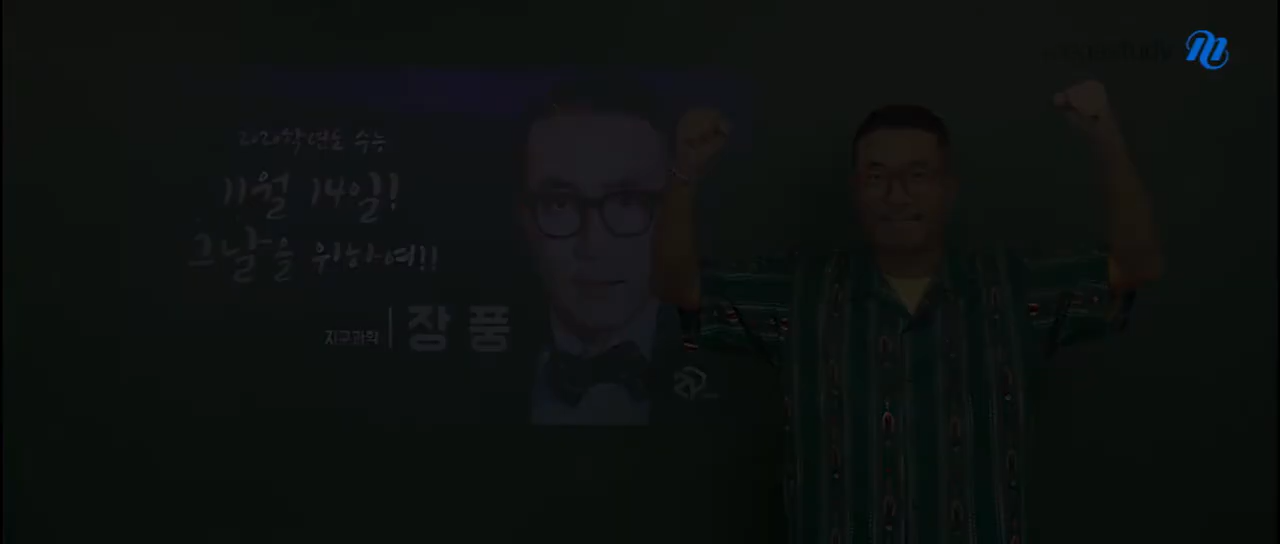 2020학년도 수능
11월 14일!
그날을 위하여!!
지구과학 | 장 풍